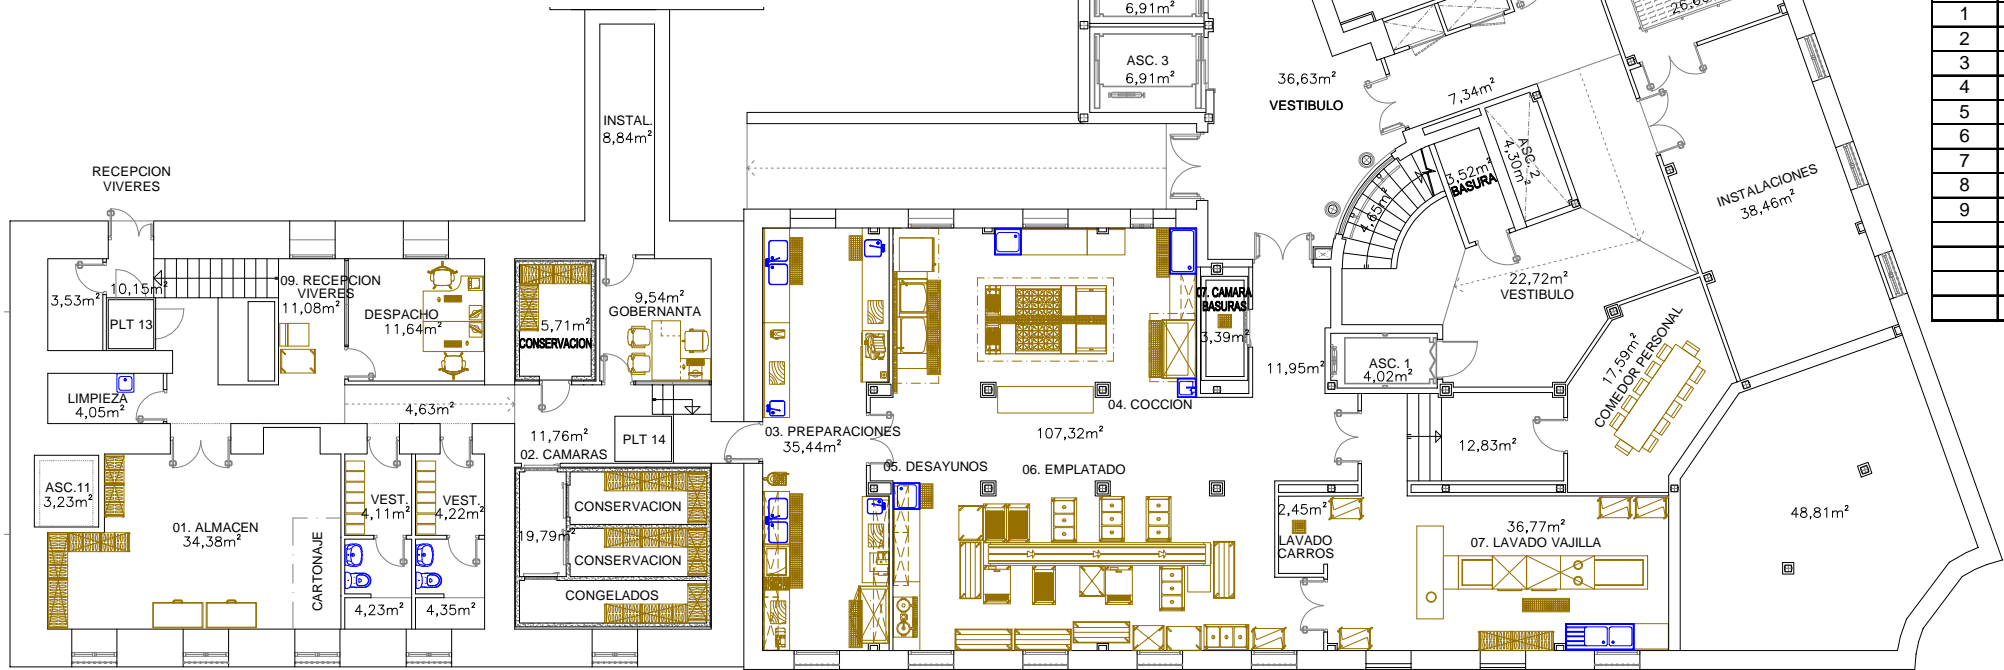 6,91m²
ASC. 3
6,91m²
36,63m²
VESTIBULO
7,34m²
ASC. 2
4,30m²
3,52m²
BASURA
4,65m²
INSTALACIONES
38,46m²
1
2
3
4
5
6
7
8
9
INSTAL.
8,84m²
RECEPCION
VIVERES
3,53m²
10,15m²
PLT 13
09. RECEPCION
VIVERES
11,08m²
DESPACHO
11,64m²
5,71m²
CONSERVACION
9,54m²
GOBERNANTA
07. CAMARA
BASURAS
3,39m²
22,72m²
VESTIBULO
11,95m²
ASC. 1
4,02m²
17,59m²
COMEDOR PERSONAL
LIMPIEZA
4,05m²
4,63m²
11,76m²
02. CAMARAS
PLT 14
03. PREPARACIONES
35,44m²
04. COCCION
107,32m²
05. DESAYUNOS
06. EMPLATADO
12,83m²
ASC.11
3,23m²
01. ALMACEN
34,38m²
CARTONAJE
VEST.
4,11m²
VEST.
4,22m²
4,23m²
4,35m²
19,79m²
CONSERVACION
CONSERVACION
CONGELADOS
2,45m²
LAVADO
CARROS
36,77m²
07. LAVADO VAJILLA
48,81m²